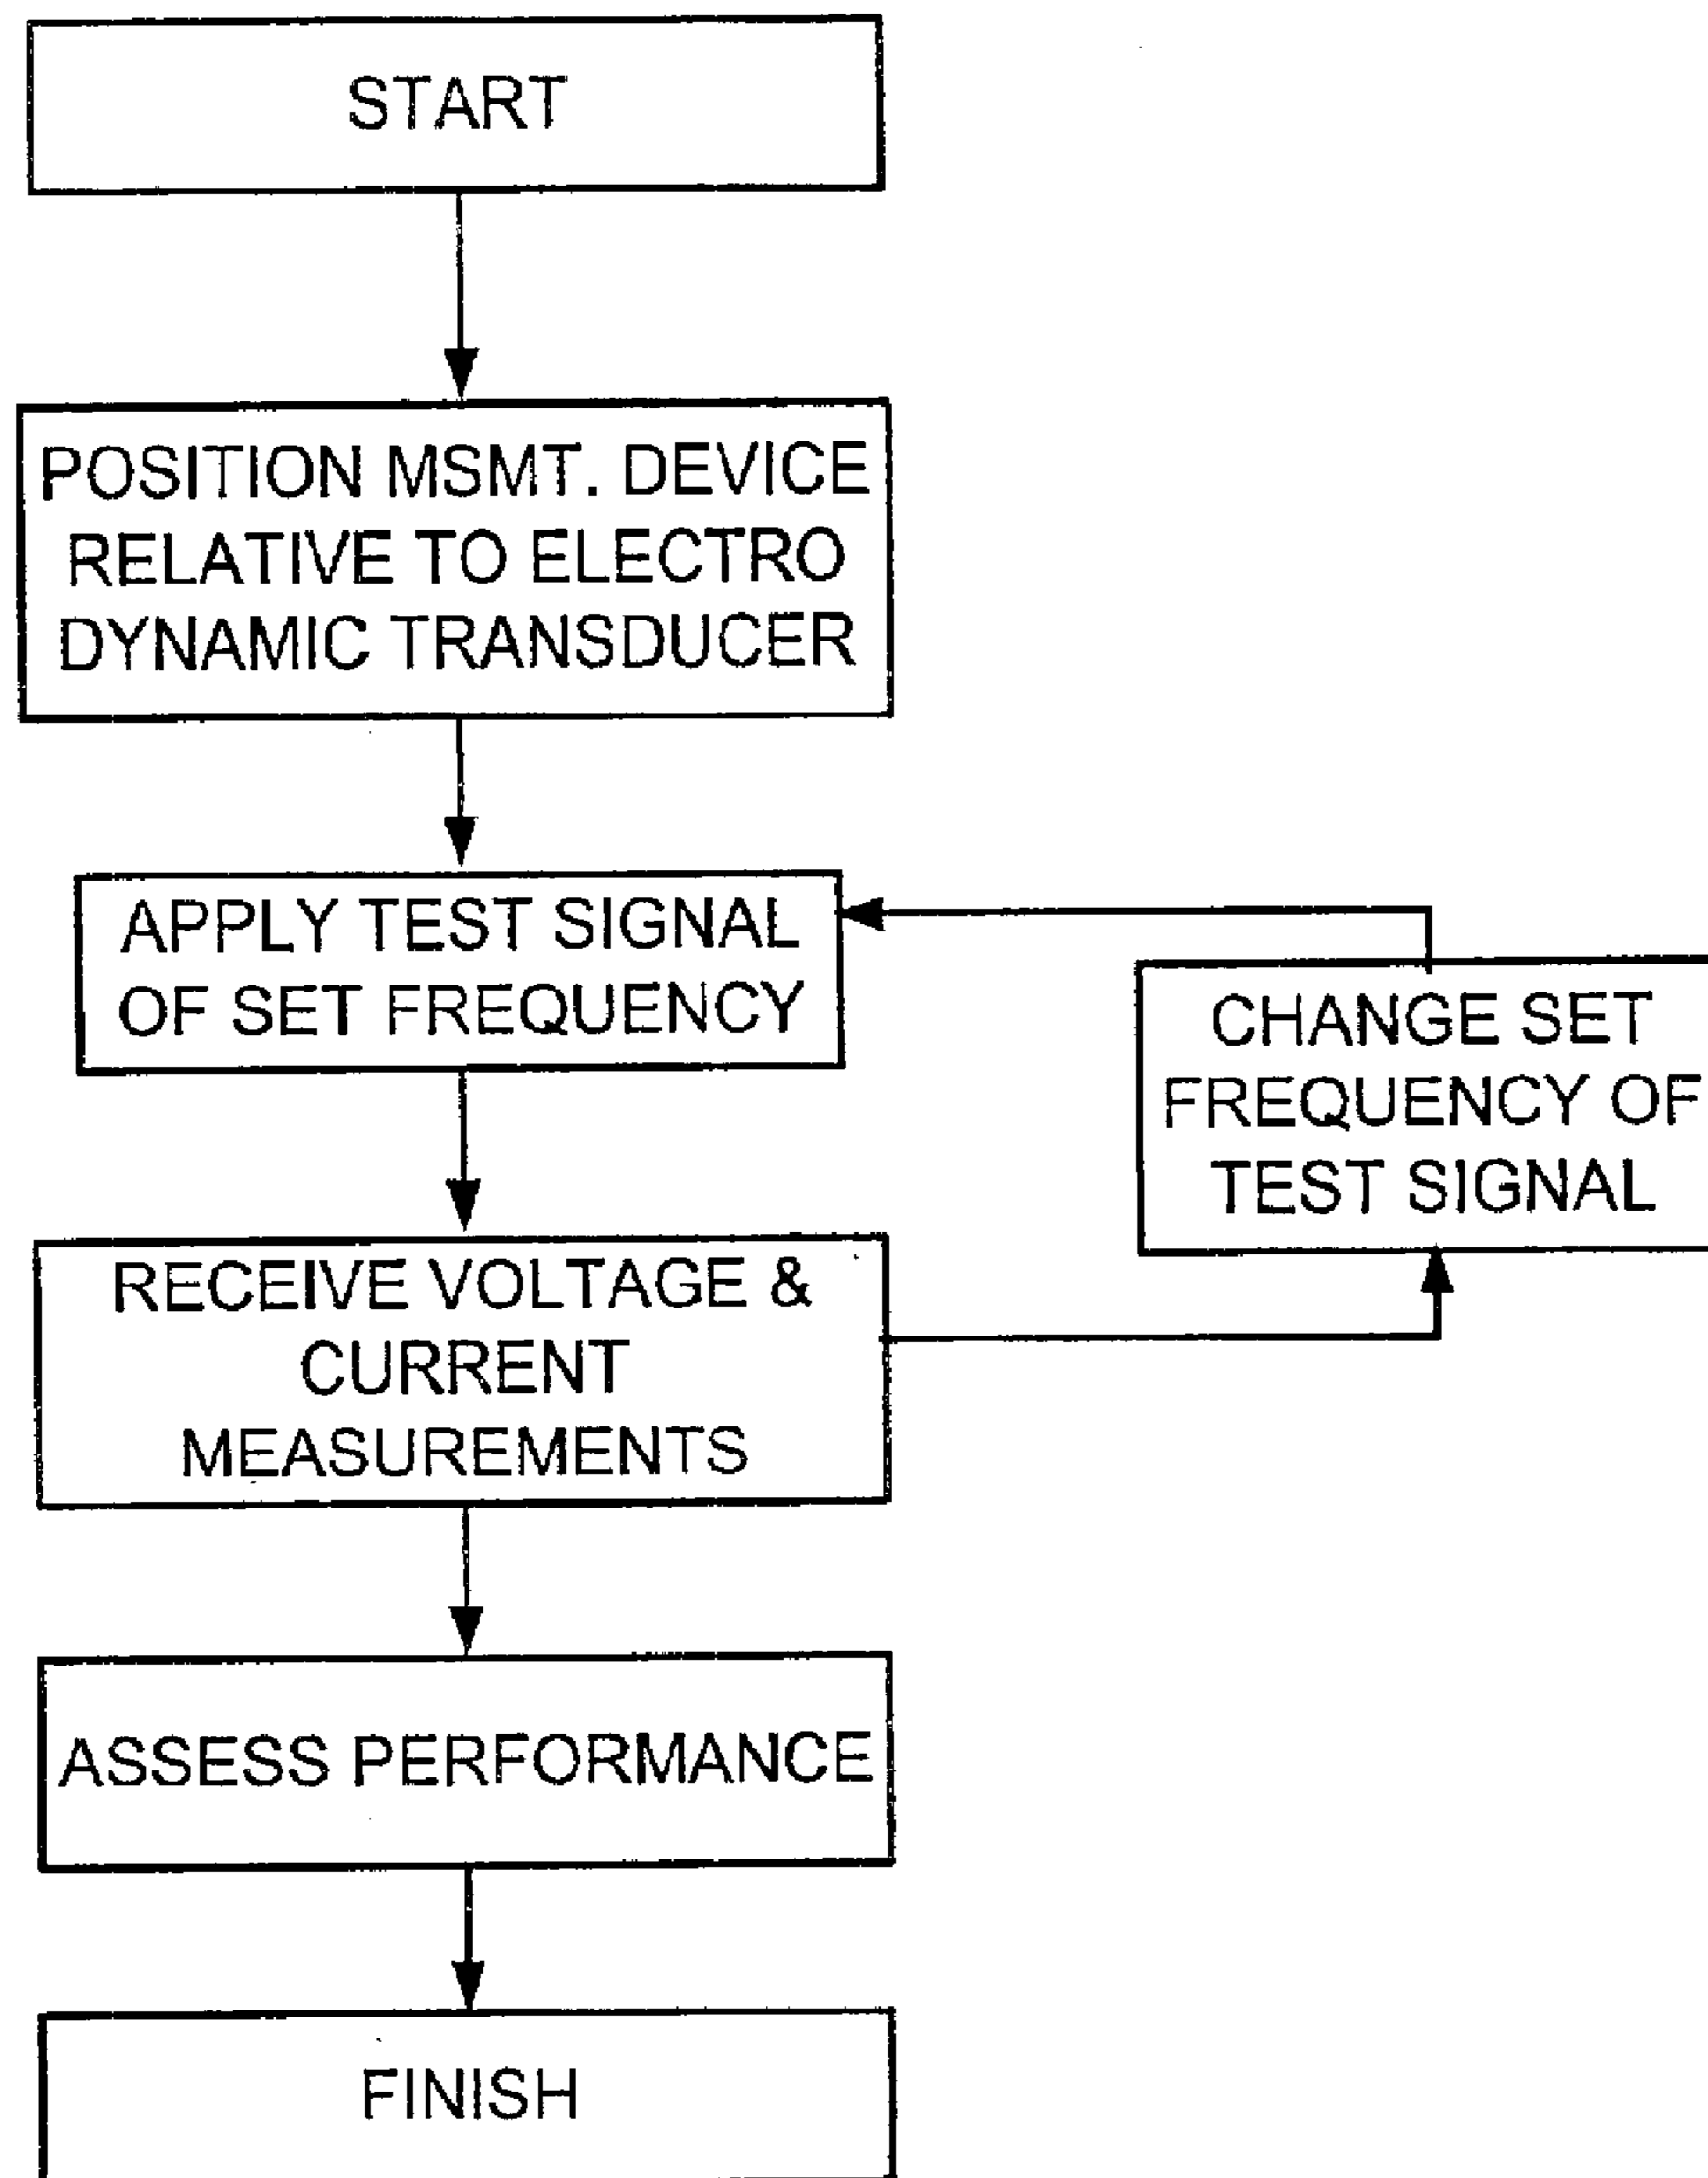 START
POSITION MSMT. DEVICE
RELATIVE TO ELECTRO
DYNAMIC TRANSDUCER
APPLY TEST SIGNAL
OF SET FREQUENCY
CHANGE SET
FREQUENCY OF
TEST SIGNAL
RECEIVE VOLTAGE &
CURRENT
MEASUREMENTS
ASSESS PERFORMANCE
FINISH